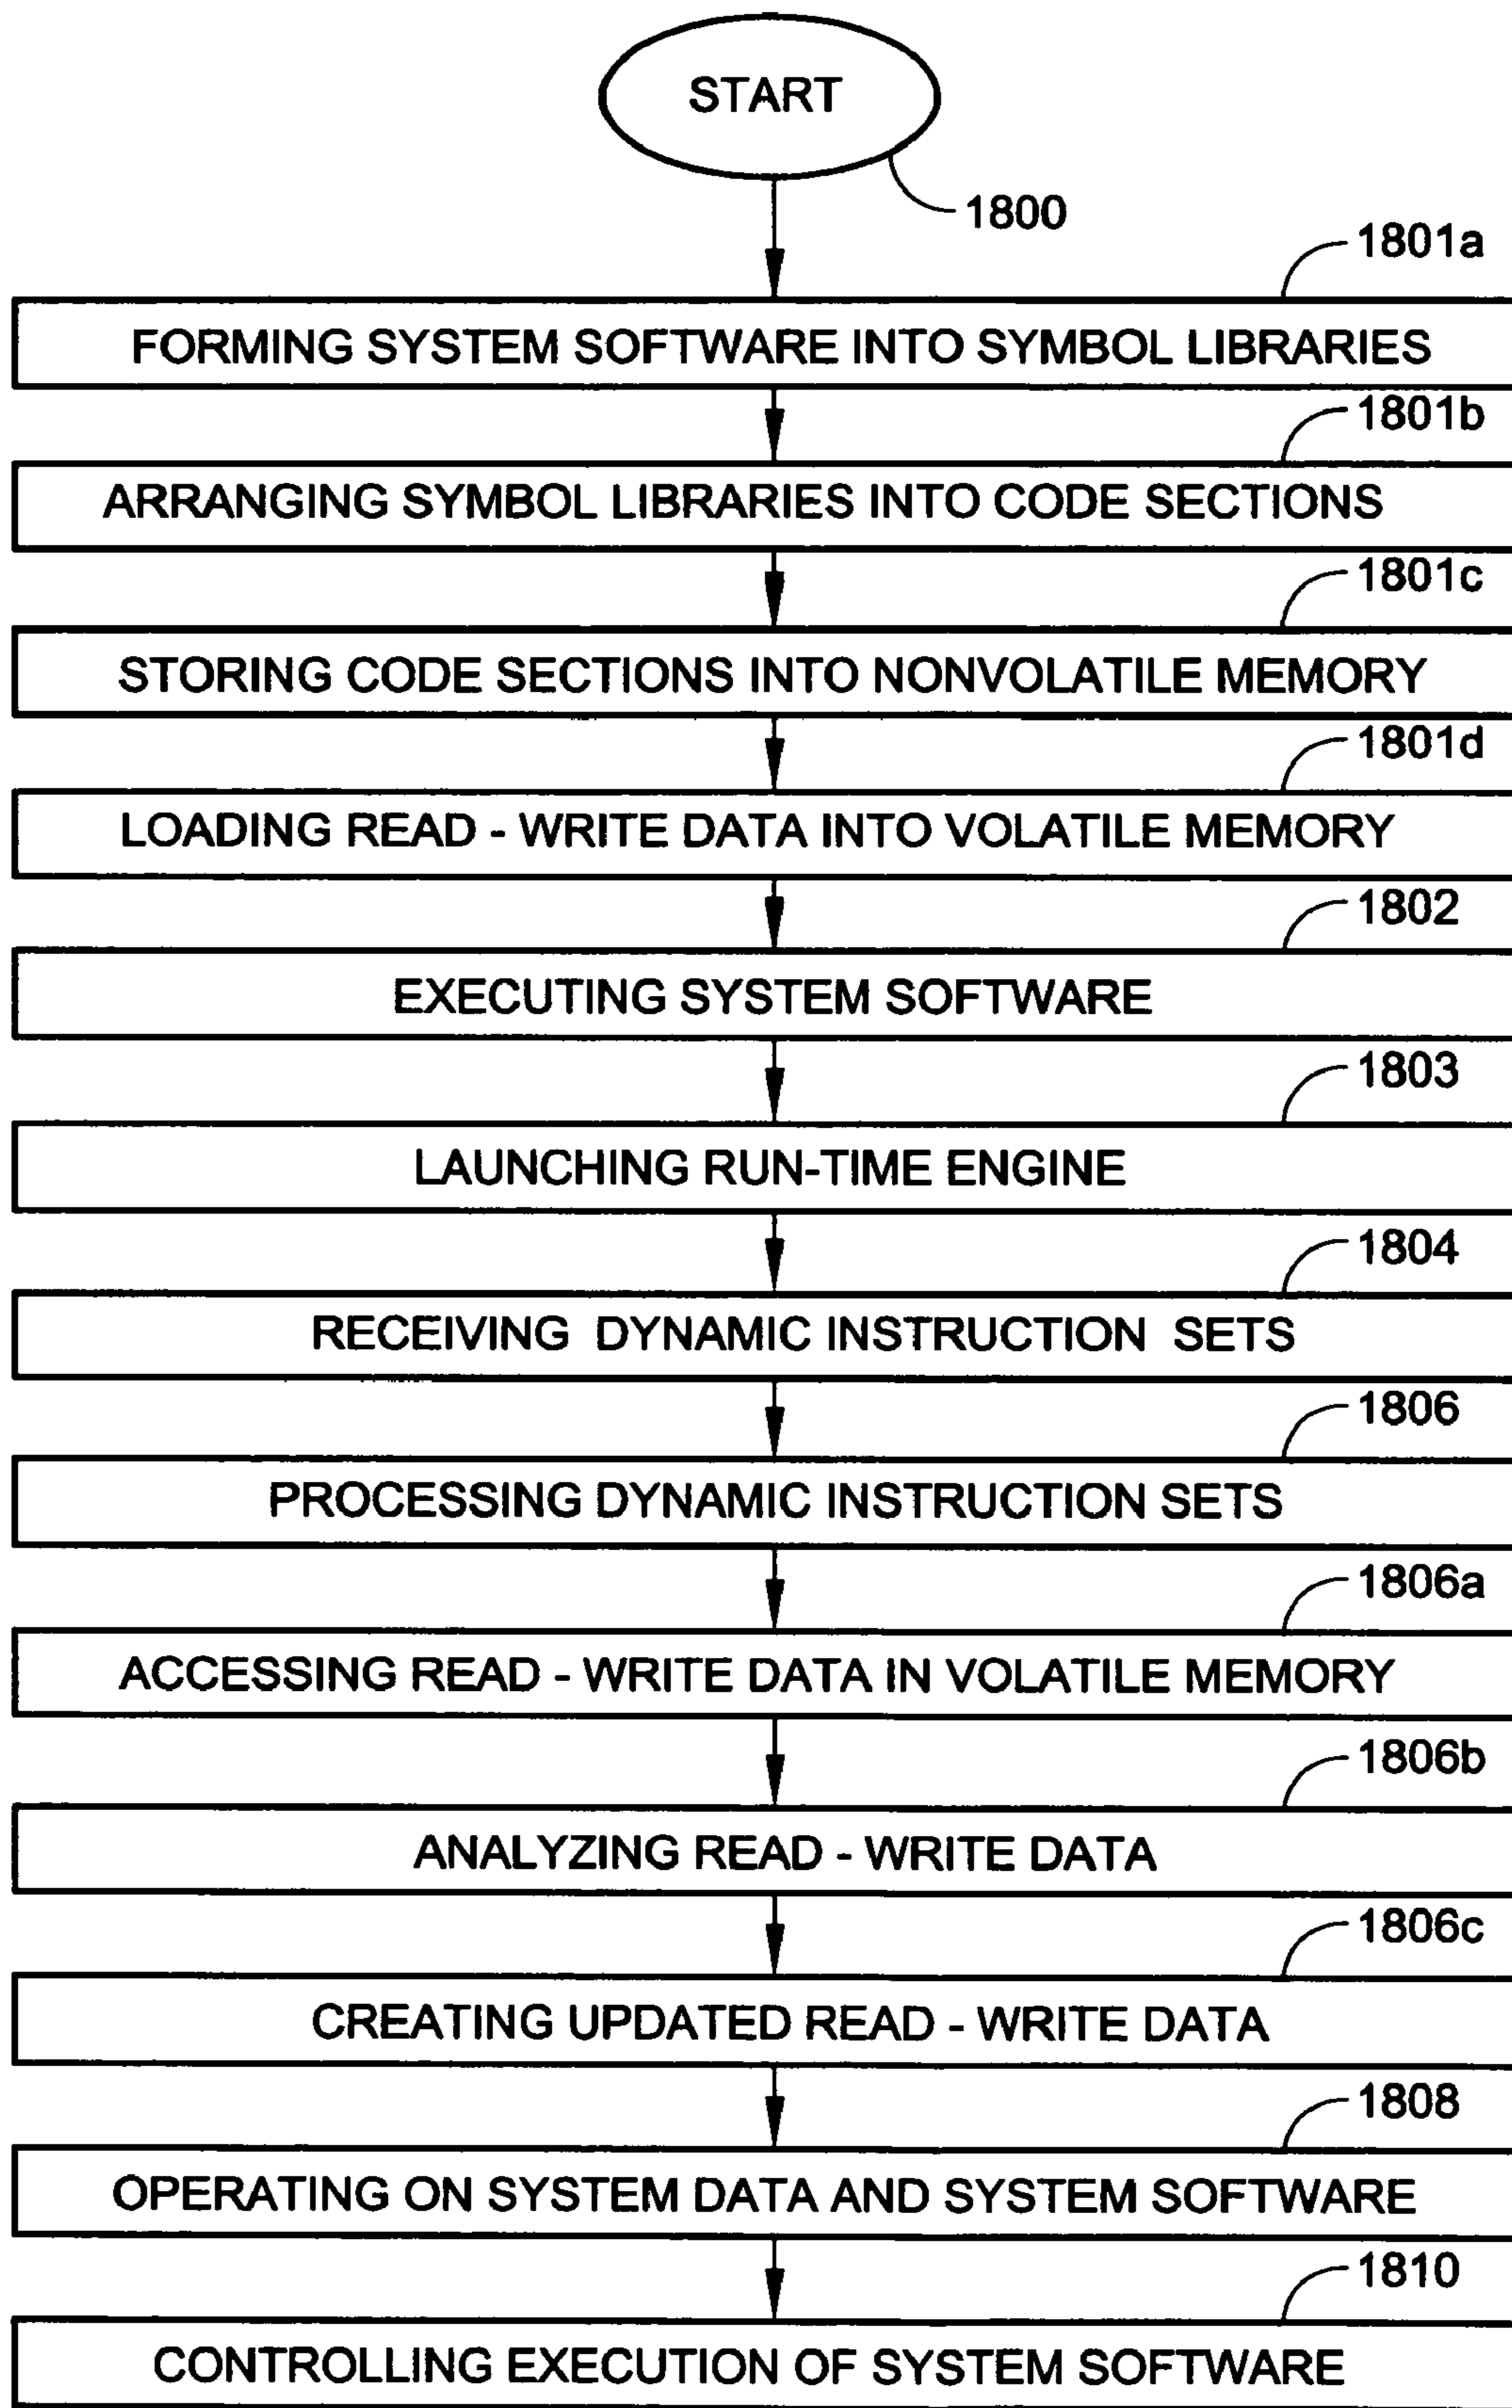 START
1800
1801a
FORMING SYSTEM SOFTWARE INTO SYMBOL LIBRARIES
1801b
ARRANGING SYMBOL LIBRARIES INTO CODE SECTIONS
1801c
STORING CODE SECTIONS INTO NONVOLATILE MEMORY
1801d
LOADING READ - WRITE DATA INTO VOLATILE MEMORY
1802
EXECUTING SYSTEM SOFTWARE
1803
LAUNCHING RUN-TIME ENGINE
1804
RECEIVING DYNAMIC INSTRUCTION SETS
1806
PROCESSING DYNAMIC INSTRUCTION SETS
1806a
ACCESSING READ - WRITE DATA IN VOLATILE MEMORY
1806b
ANALYZING READ - WRITE DATA
1806c
CREATING UPDATED READ - WRITE DATA
1808
OPERATING ON SYSTEM DATA AND SYSTEM SOFTWARE
1810
CONTROLLING EXECUTION OF SYSTEM SOFTWARE